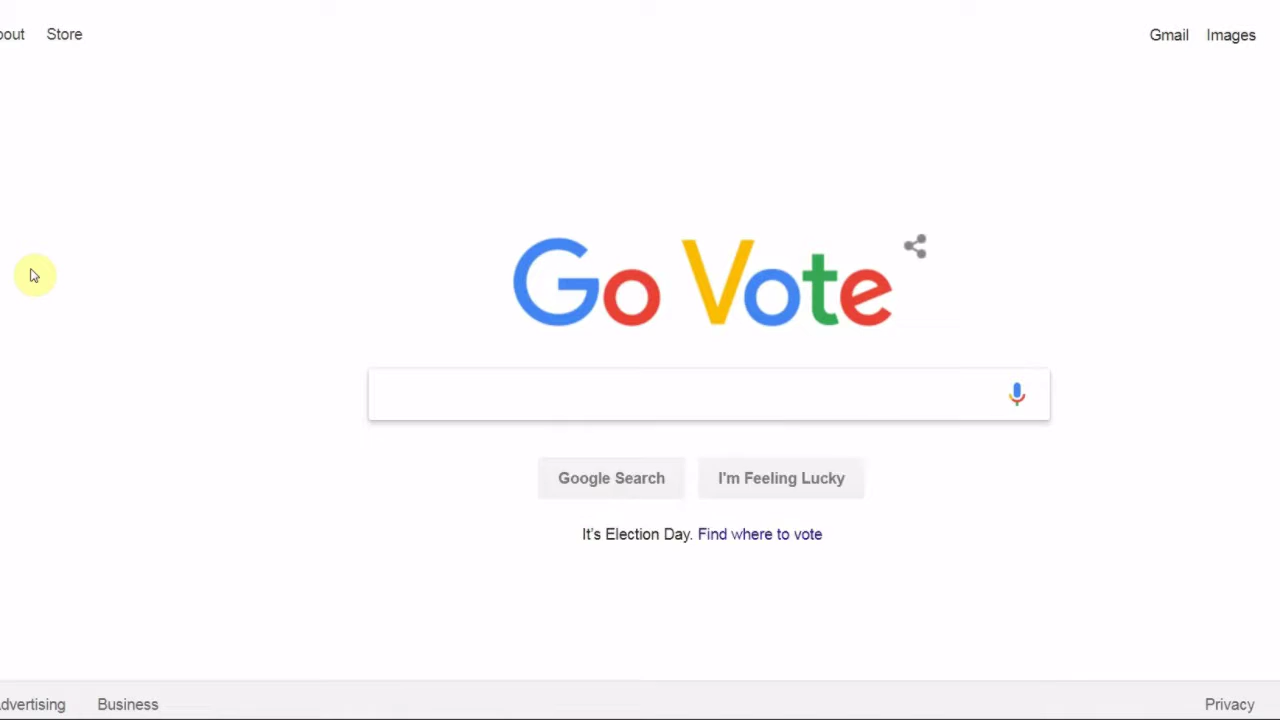 bout Store Gmail Images
Go Vote
Google Search I'm Feeling Lucky
It's Election Day. Find where to vote
dvertising Business Privacy